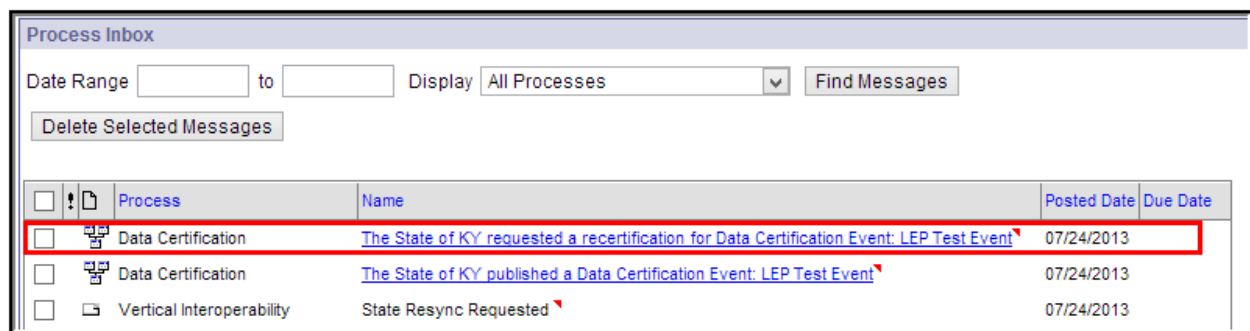 Process Inbox
Date Range to Display All Processes Find Messages
Delete Selected Messages
Process Name Posted Date Due Date
Data Certification The State of KY requested a recertification for Data Certification Event: LEP Test Event 07/24/2013
Data Certification The State of KY published a Data Certification Event: LEP Test Event 07/24/2013
Vertical Interoperability State Resync Requested 07/24/2013